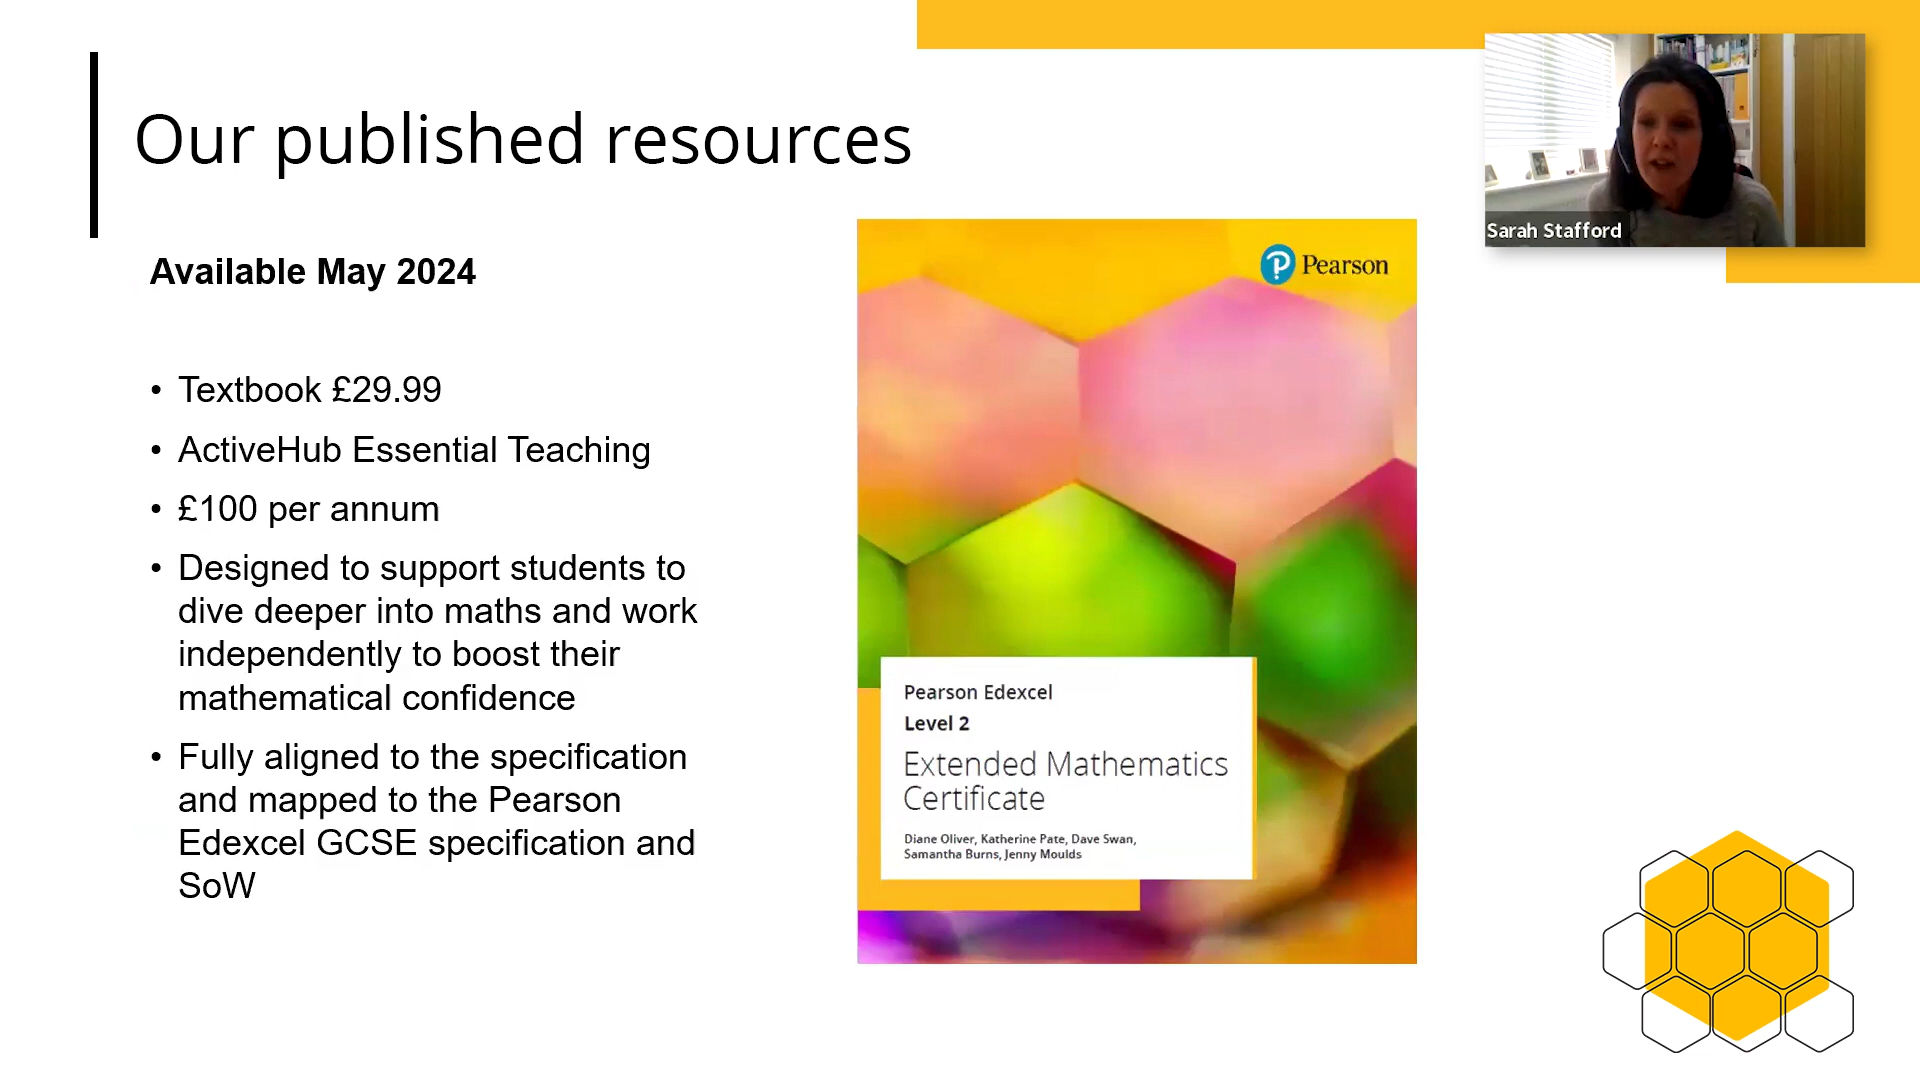 Our published resources
Sarah Stafford
Available May 2024
• Textbook £29.99
• ActiveHub Essential Teaching
• £100 per annum
• Designed to support students to
dive deeper into maths and work
independently to boost their
mathematical confidence
• Fully aligned to the specification
and mapped to the Pearson
Edexcel GCSE specification and
SoW
Pearson
Pearson Edexcel
Level 2
Extended Mathematics
Certificate
Diane Oliver, Katherine Pate, Dave Swan,
Samantha Burns, Jenny Moulds